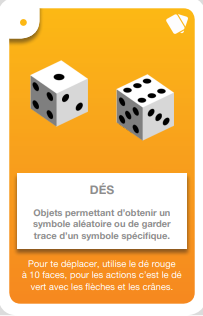 DÉS
Objets permettant d'obtenir un
symbole aléatoire ou de garder
trace d'un symbole spécifique.
Pour te déplacer, utilise le dé rouge
à 10 faces, pour les actions c'est le dé
vert avec les flèches et les crânes.